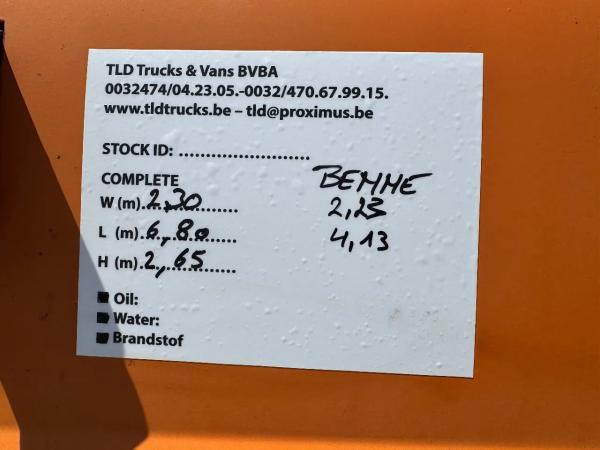 TLD Trucks & Vans BVBA
0032474/04.23.05.-0032/470.67.99.15.
www.tldtrucks.be – tld@proximus.be
STOCK ID: ...........................
COMPLETE BEMME
W (m).2,30............ 2,23
L (m)..6,80........... 4,13
H (m).2,65............
Oil:
Water:
Brandstof